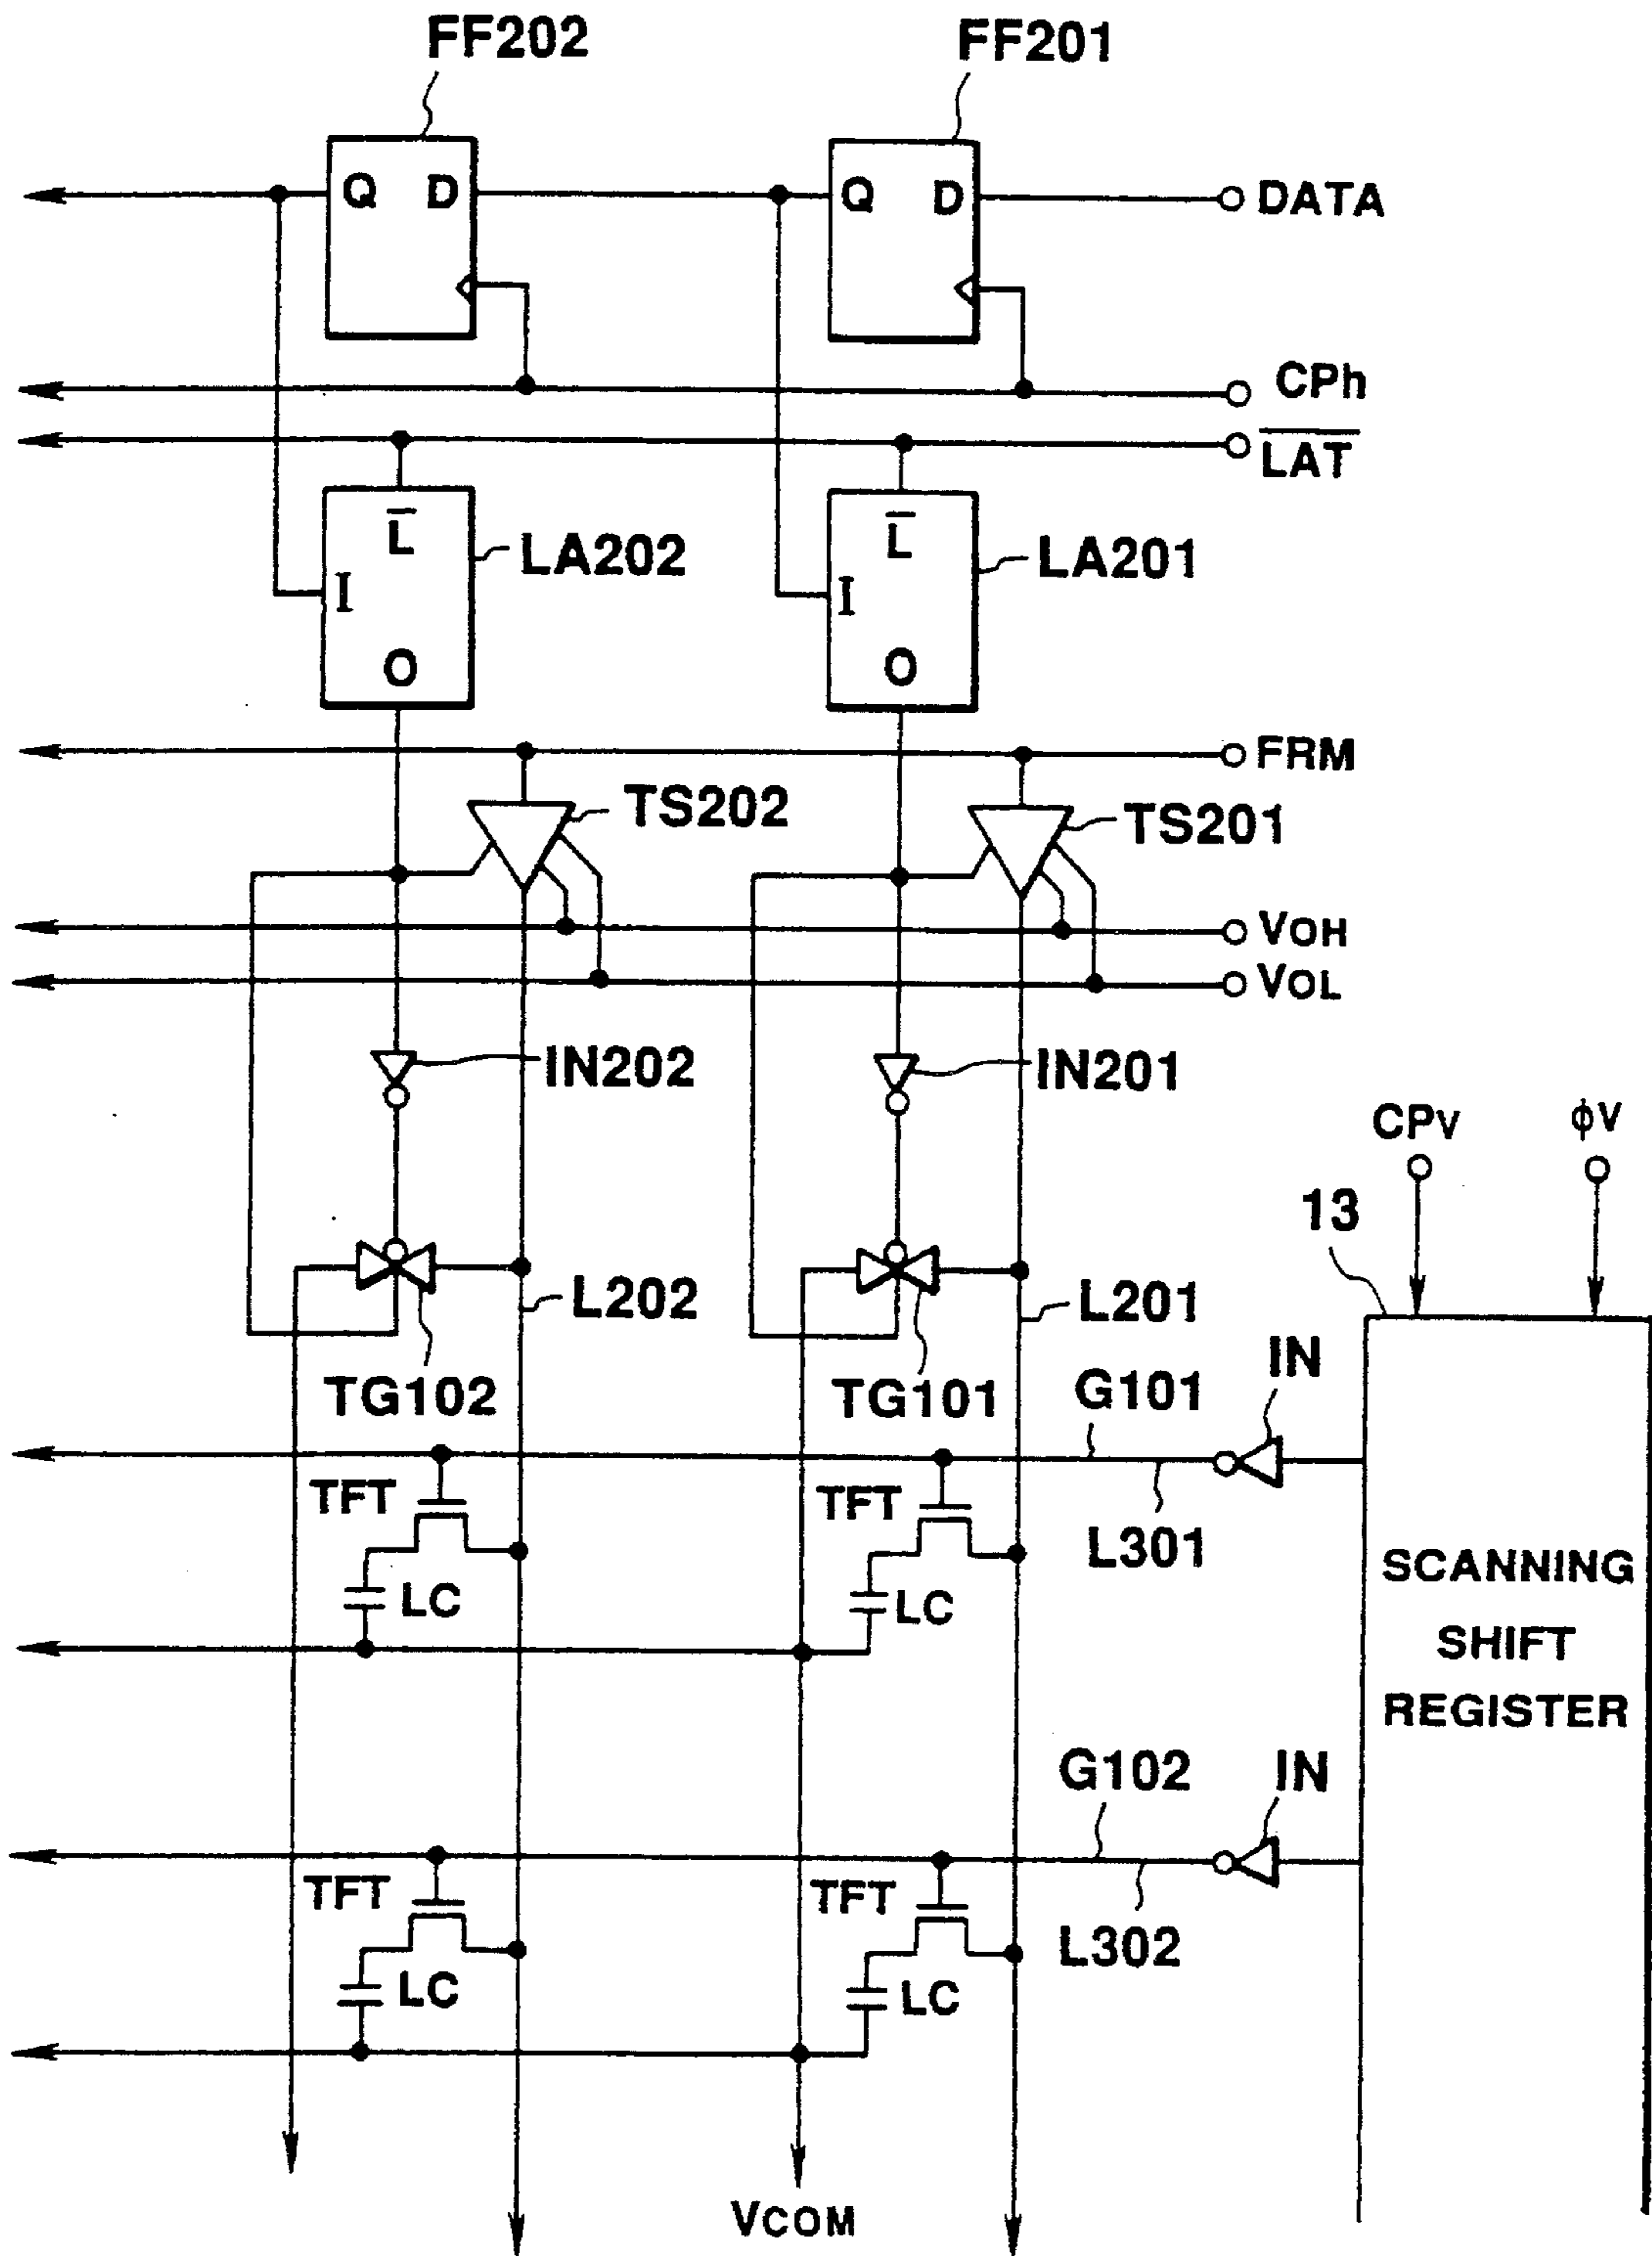 FF202 FF201
Q D Q D DATA
CPh
L̅A̅T̅
L̅ L̅
LA202 LA201
I I
O O
FRM
TS202 TS201
VOH
VOL
IN202 IN201
CPV φV
13
L202 L201
IN
TG102 TG101 G101
TFT TFT
L301
LC LC
SCANNING
SHIFT
REGISTER
G102 IN
TFT TFT
L302
LC LC
VCOM